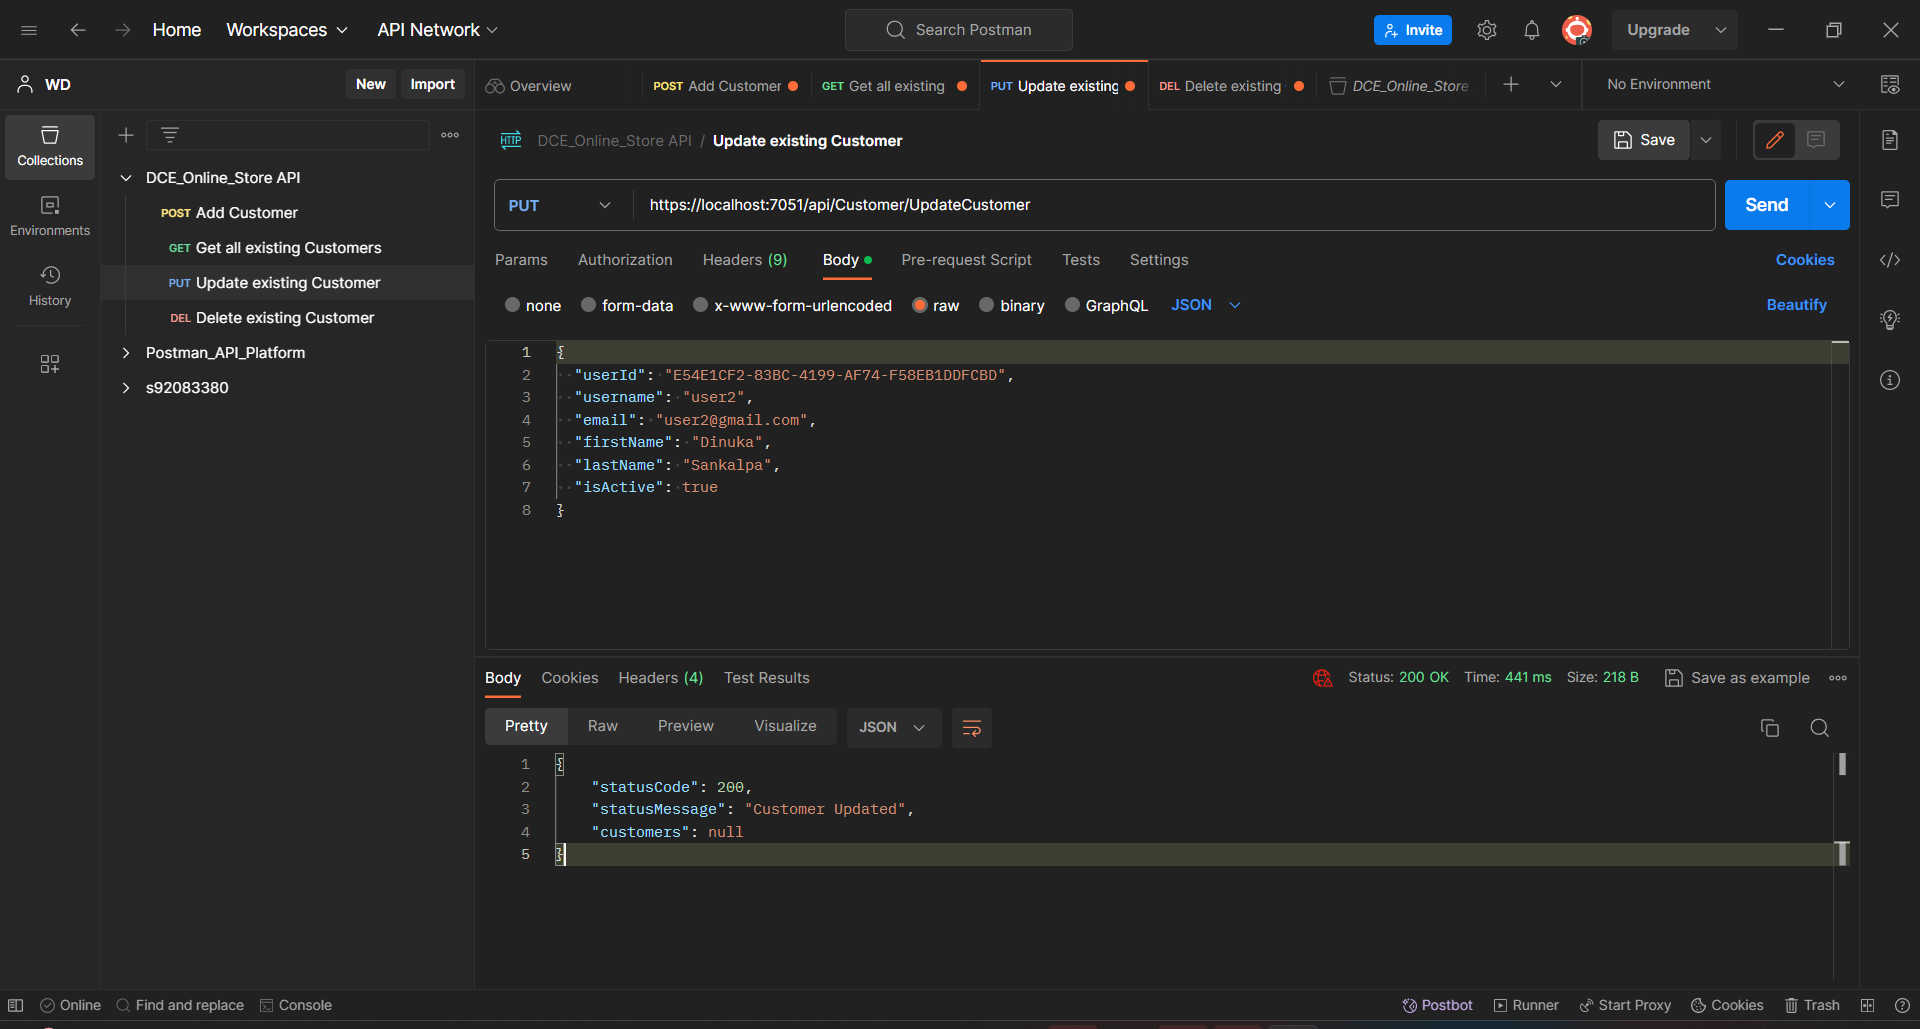 Home
Workspaces
API Network
Search Postman
Invite
Upgrade
WD
New
Import
Overview
POST Add Customer
GET Get all existing
PUT Update existing
DEL Delete existing
DCE_Online_Store
No Environment
Collections
Environments
History
DCE_Online_Store API
POST Add Customer
GET Get all existing Customers
PUT Update existing Customer
DEL Delete existing Customer
Postman_API_Platform
s92083380
HTTP
DCE_Online_Store API / Update existing Customer
Save
PUT
https://localhost:7051/api/Customer/UpdateCustomer
Send
Params
Authorization
Headers (9)
Body
Pre-request Script
Tests
Settings
Cookies
none
form-data
x-www-form-urlencoded
raw
binary
GraphQL
JSON
Beautify
1 {
2 "userId": "E54E1CF2-83BC-4199-AF74-F58EB1DDFCBD",
3 "username": "user2",
4 "email": "user2@gmail.com",
5 "firstName": "Dinuka",
6 "lastName": "Sankalpa",
7 "isActive": true
8 }
Body
Cookies
Headers (4)
Test Results
Status: 200 OK
Time: 441 ms
Size: 218 B
Save as example
Pretty
Raw
Preview
Visualize
JSON
1 {
2 "statusCode": 200,
3 "statusMessage": "Customer Updated",
4 "customers": null
5 }
Online
Find and replace
Console
Postbot
Runner
Start Proxy
Cookies
Trash